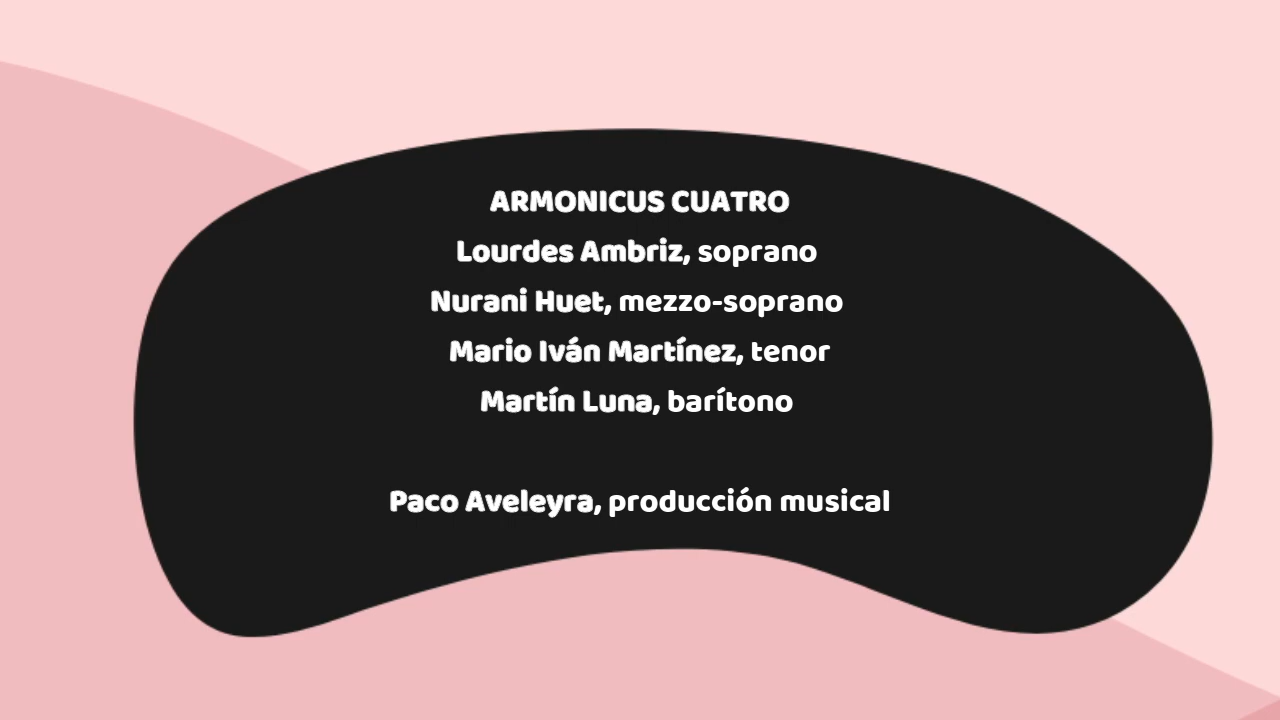 ARMONICUS CUATRO
Lourdes Ambriz, soprano
Nurani Huet, mezzo-soprano
Mario Iván Martínez, tenor
Martín Luna, barítono
Paco Aveleyra, producción musical